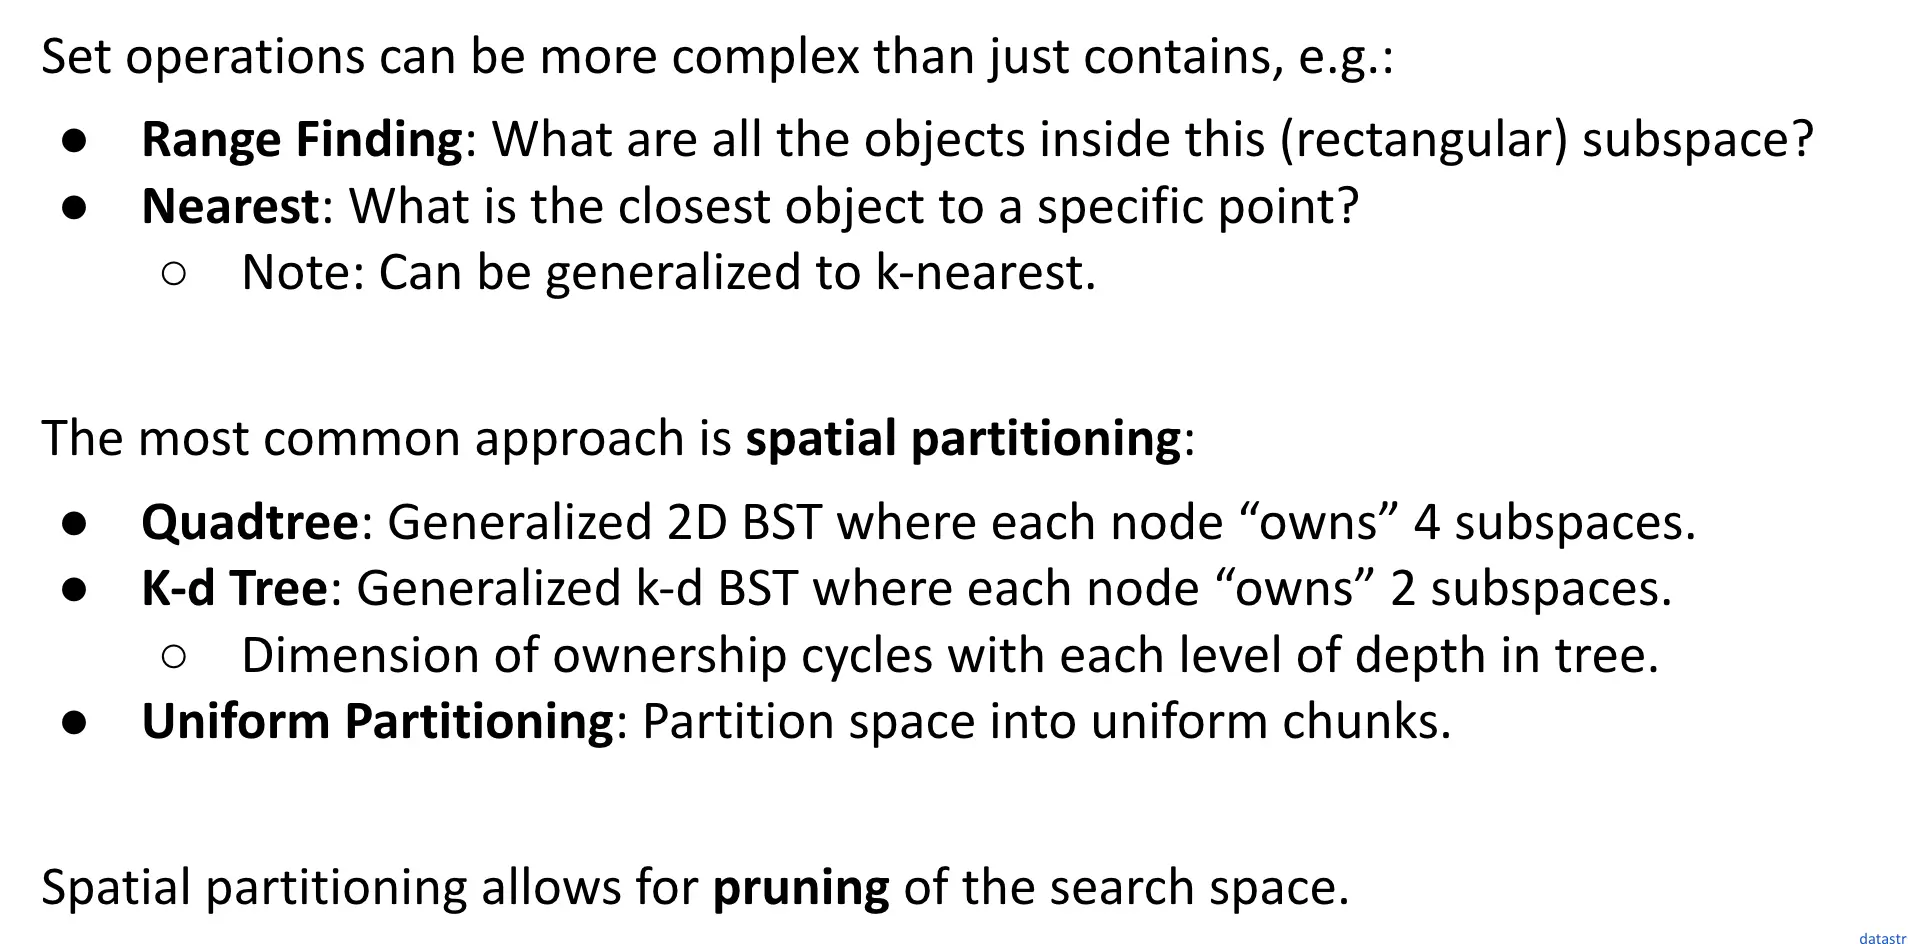 Set operations can be more complex than just contains, e.g.:
● Range Finding: What are all the objects inside this (rectangular) subspace?
● Nearest: What is the closest object to a specific point?
○ Note: Can be generalized to k-nearest.
The most common approach is spatial partitioning:
● Quadtree: Generalized 2D BST where each node “owns” 4 subspaces.
● K-d Tree: Generalized k-d BST where each node “owns” 2 subspaces.
○ Dimension of ownership cycles with each level of depth in tree.
● Uniform Partitioning: Partition space into uniform chunks.
Spatial partitioning allows for pruning of the search space.
datastr